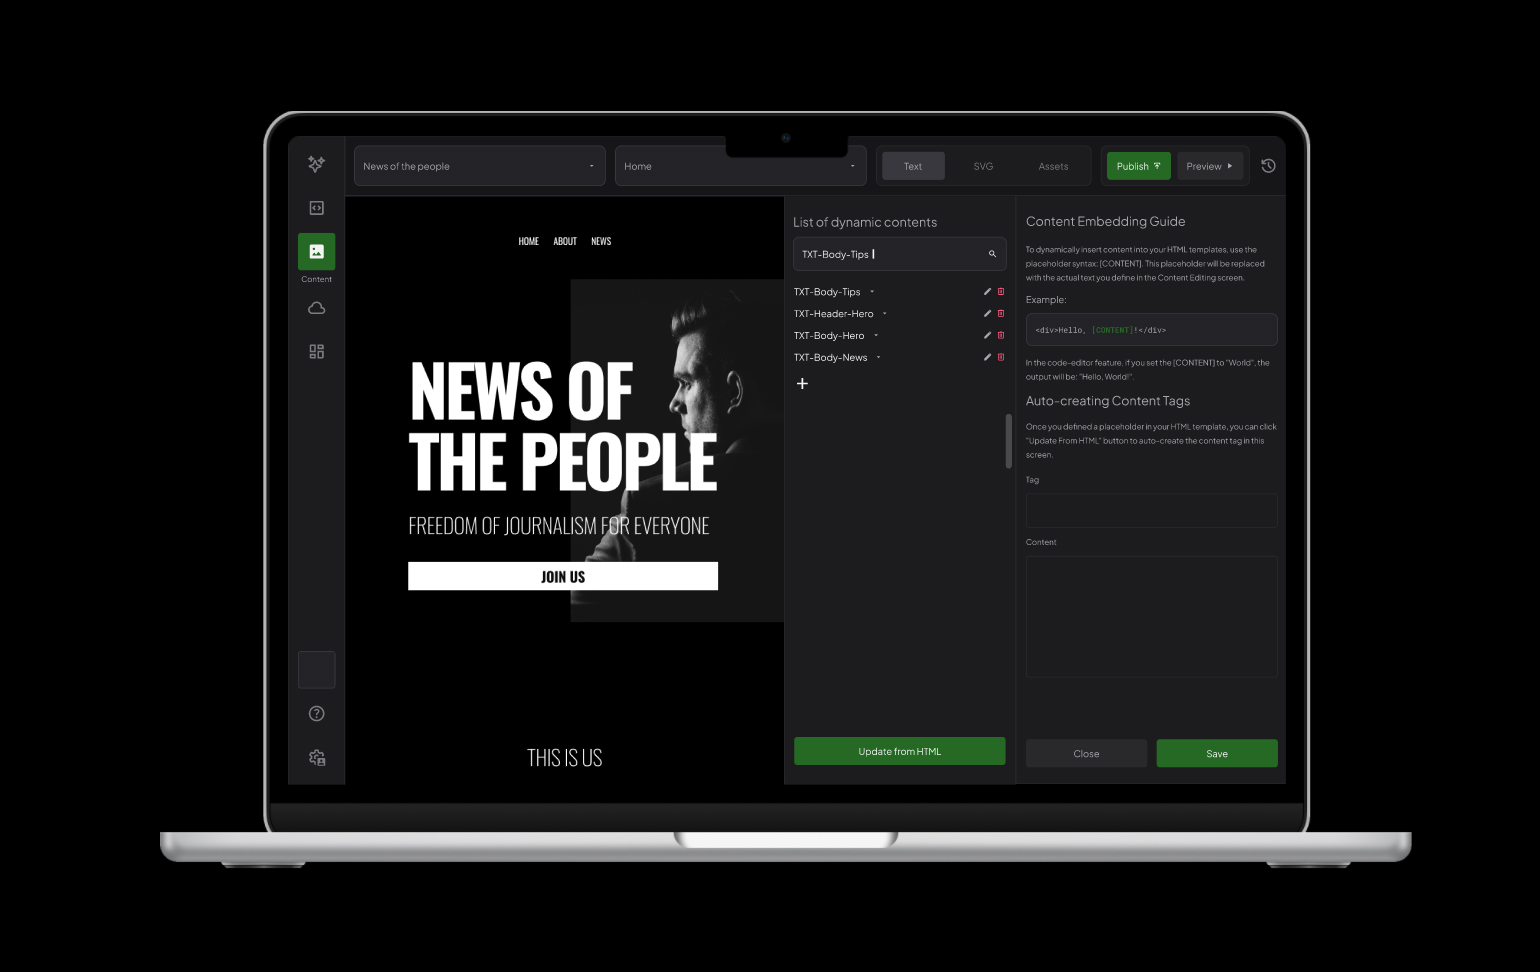 News of the people
Home
Text
SVG
Assets
Publish
Preview
Content
HOME
ABOUT
NEWS
NEWS OF
THE PEOPLE
FREEDOM OF JOURNALISM FOR EVERYONE
JOIN US
THIS IS US
List of dynamic contents
TXT-Body-Tips
TXT-Body-Tips
TXT-Header-Hero
TXT-Body-Hero
TXT-Body-News
Update from HTML
Content Embedding Guide
To dynamically insert content into your HTML templates, use the
placeholder syntax: [CONTENT]. This placeholder will be replaced
with the actual text you define in the Content Editing screen.
Example:
<div>Hello, [CONTENT]!</div>
In the code-editor feature, if you set the [CONTENT] to "World", the
output will be: "Hello, World!".
Auto-creating Content Tags
Once you defined a placeholder in your HTML template, you can click
"Update From HTML" button to auto-create the content tag in this
screen.
Tag
Content
Close
Save